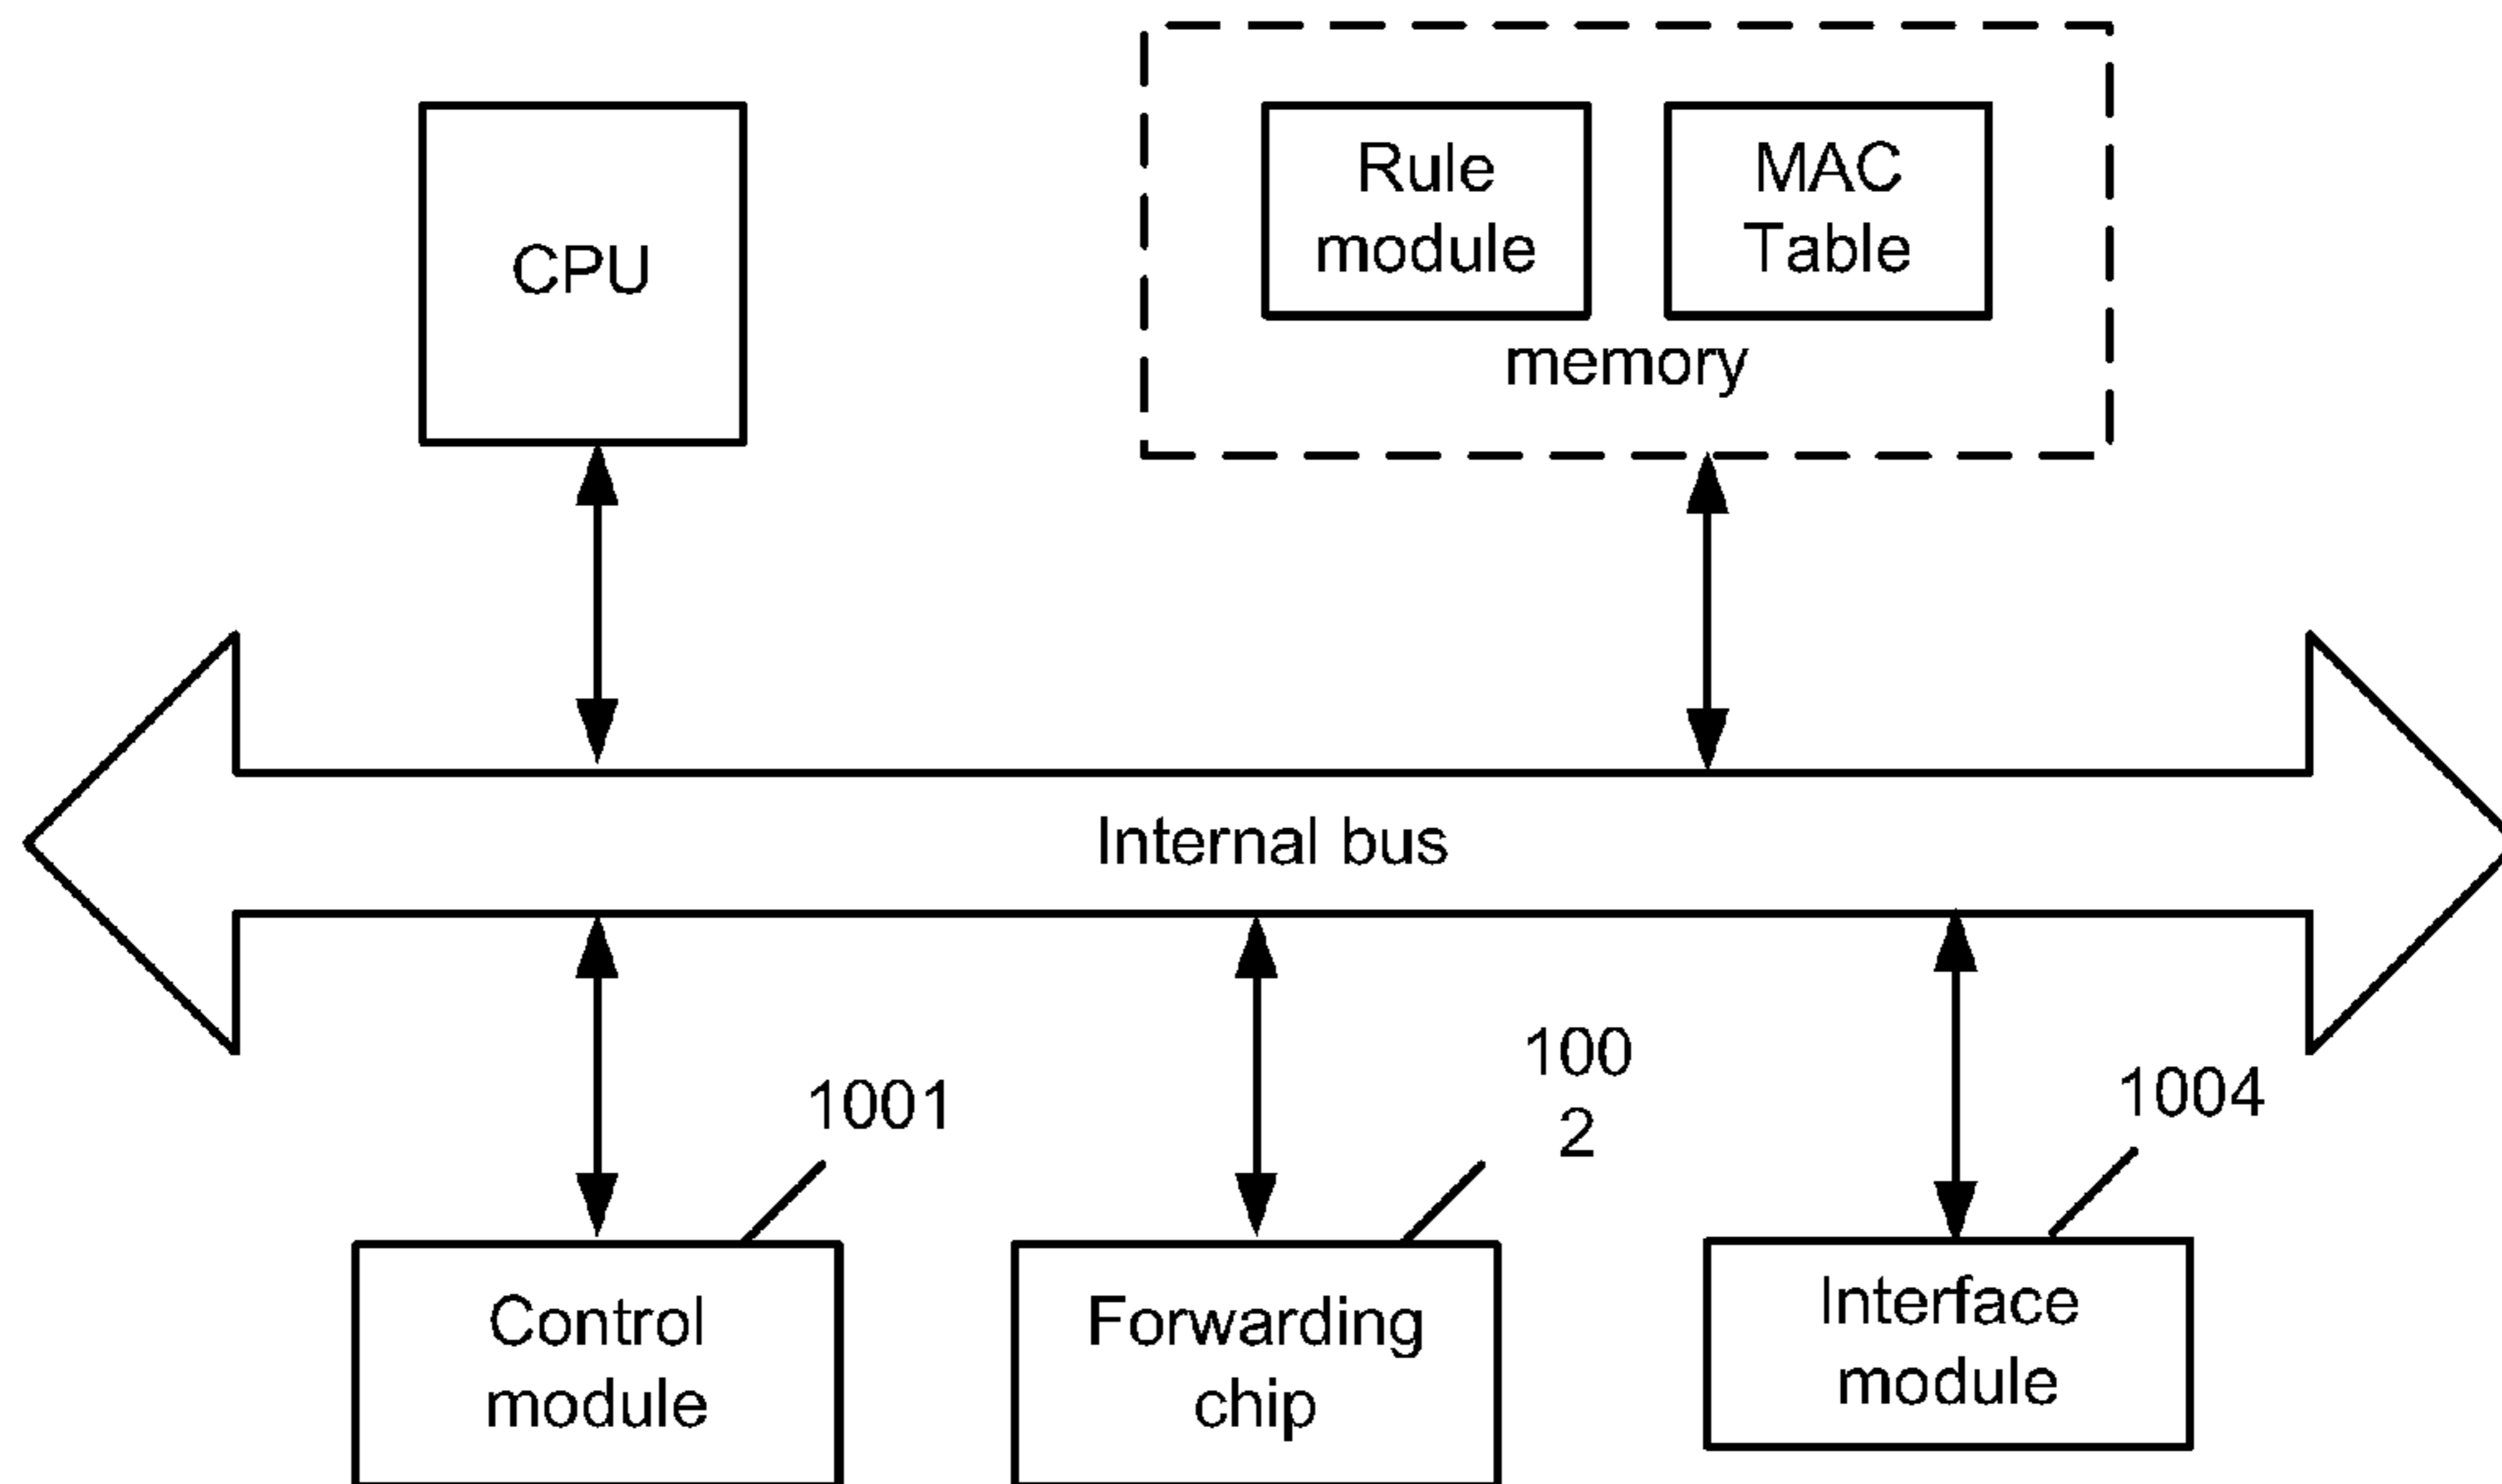 CPU
Rule
module
MAC
Table
memory
Internal bus
1001
100
2
1004
Control
module
Forwarding
chip
Interface
module